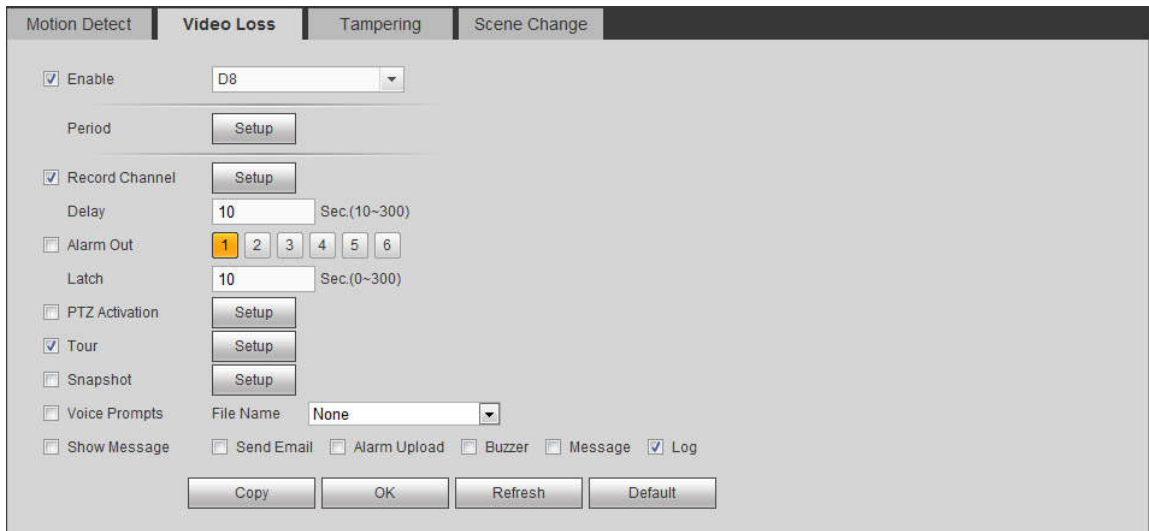 Motion Detect Video Loss Tampering Scene Change
Enable D8
Period Setup
Record Channel Setup
Delay 10 Sec.(10~300)
Alarm Out 1 2 3 4 5 6
Latch 10 Sec.(0~300)
PTZ Activation Setup
Tour Setup
Snapshot Setup
Voice Prompts File Name None
Show Message Send Email Alarm Upload Buzzer Message Log
Copy OK Refresh Default